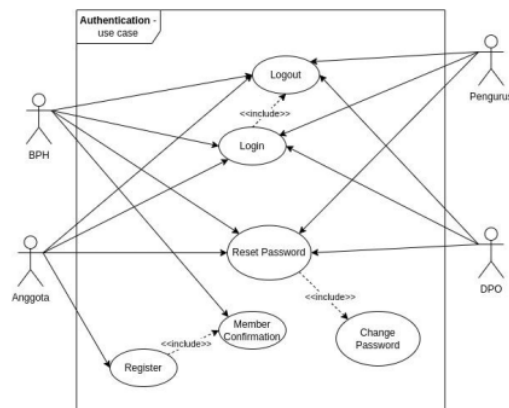 Authentication -
use case
Logout
Pengurus
<<include>>
BPH
Login
Reset Password
Anggota
DPO
<<include>>
Member
Confirmation
<<include>>
Change
Password
Register